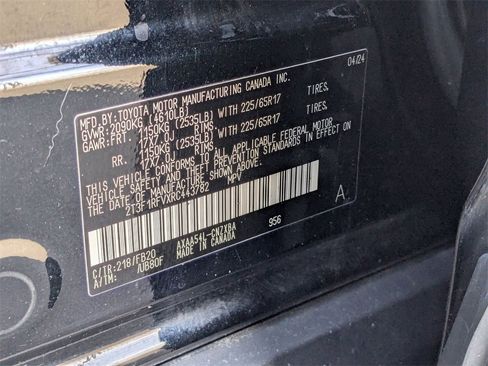 MFD.BY:TOYOTA MOTOR MANUFACTURING CANADA INC. 04/24
GVWR:2090KG (4610LB)
GAWR:FRT. 1150KG (2535LB) WITH 225/65R17 TIRES,
17X7 J RIMS
RR. 1150KG (2535LB) WITH 225/65R17 TIRES,
17X7 J RIMS
THIS VEHICLE CONFORMS TO ALL APPLICABLE FEDERAL MOTOR
VEHICLE SAFETY AND THEFT PREVENTION STANDARDS IN EFFECT ON
THE DATE OF MANUFACTURE SHOWN ABOVE.
2T3F1RFVXRC443782 MPV
A
C/TR:218/FB20 AXAA54L-CNZXBA 956
A/TM: /UB80F MADE IN CANADA